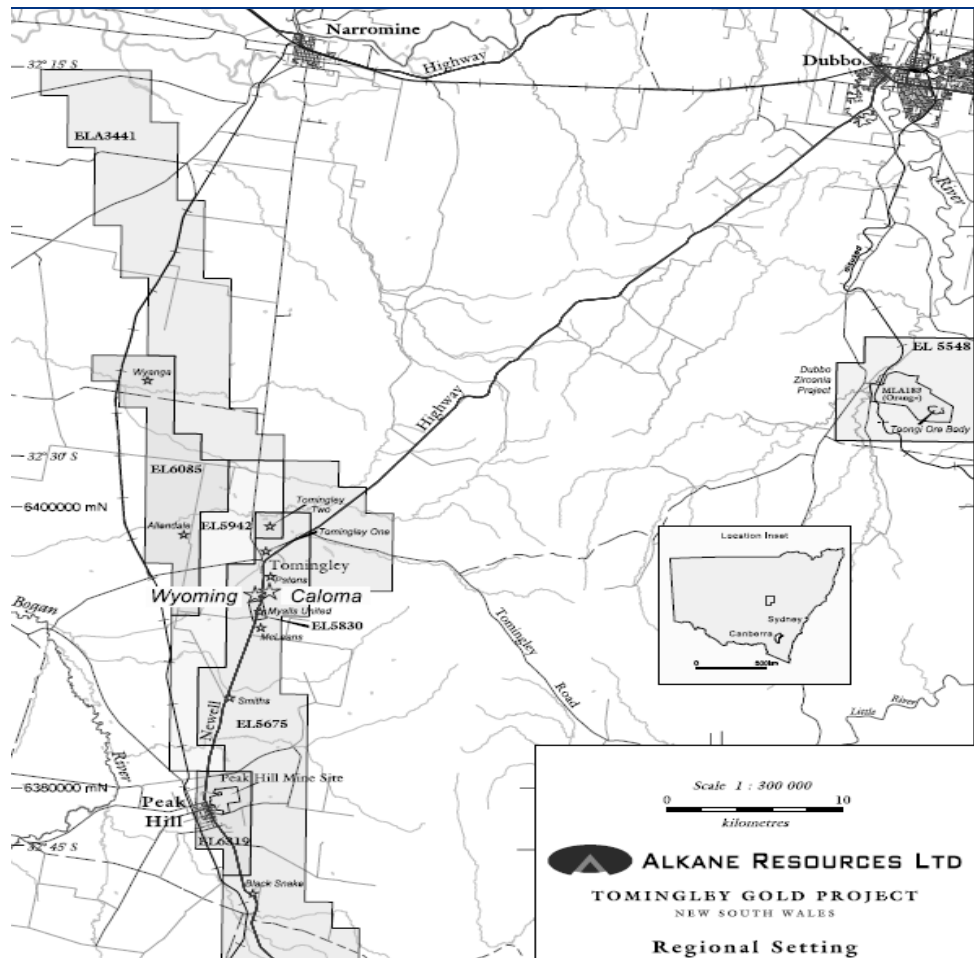 Narromine
Highway
Dubbo
32° 15' S
ELA3441
River
disused
EL 5548
Wyanga
Dubbo
Zirconia
Project
MLA183
(Orange)
Toongi Ore Body
Highway
32° 30' S
EL6085
Tomingley
Two
6400000 mN
Allendale
EL5942
Tomingley One
Location Inset
Tomingley
Patons
Wyoming
Caloma
Bogan
Myalls United
EL5830
McLeans
Sydney
Canberra
0
500km
Tomingley
Road
Smiths
Newell
EL5675
Little
River
River
6380000 mN
Peak Hill Mine Site
Peak
Hill
EL6319
32° 45' S
Black Snake
Scale 1 : 300 000
0
10
kilometres
ALKANE RESOURCES LTD
TOMINGLEY GOLD PROJECT
NEW SOUTH WALES
Regional Setting